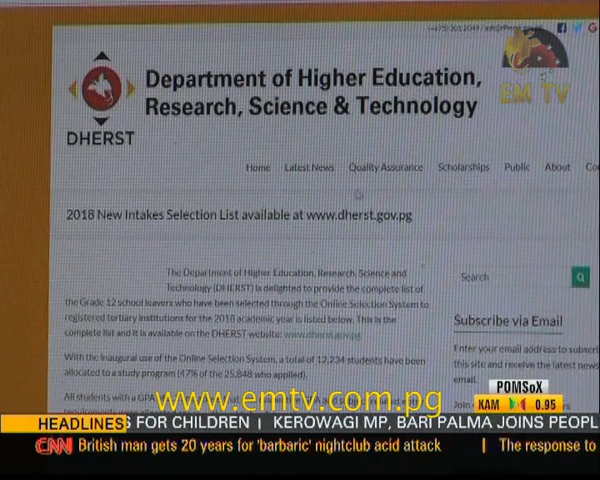 EM TV
Department of Higher Education,
Research, Science & Technology
DHERST
Home Latest News Quality Assurance Scholarships Public About
2018 New Intakes Selection List available at www.dherst.gov.pg
The Department of Higher Education, Research, Science and
Technology (DHERST) is delighted to provide the complete list of
the Grade 12 school leavers who have been selected through the Online Selection System to
registered tertiary institutions for the 2018 academic year is listed below. This is the
complete list and it is available on the DHERST website: www.dherst.gov.pg
With the inaugural use of the Online Selection System, a total of 12,234 students have been
allocated to a study program (47% of the 25,848 who applied).
All students with a GPA
Search
Subscribe via Email
Enter your email address to subscri
this site and receive the latest news
email.
Join
www.emtv.com.pg
POMSoX
KAM 0.95
HEADLINES S FOR CHILDREN | KEROWAGI MP, BARI PALMA JOINS PEOPL
CNN British man gets 20 years for 'barbaric' nightclub acid attack | The response to